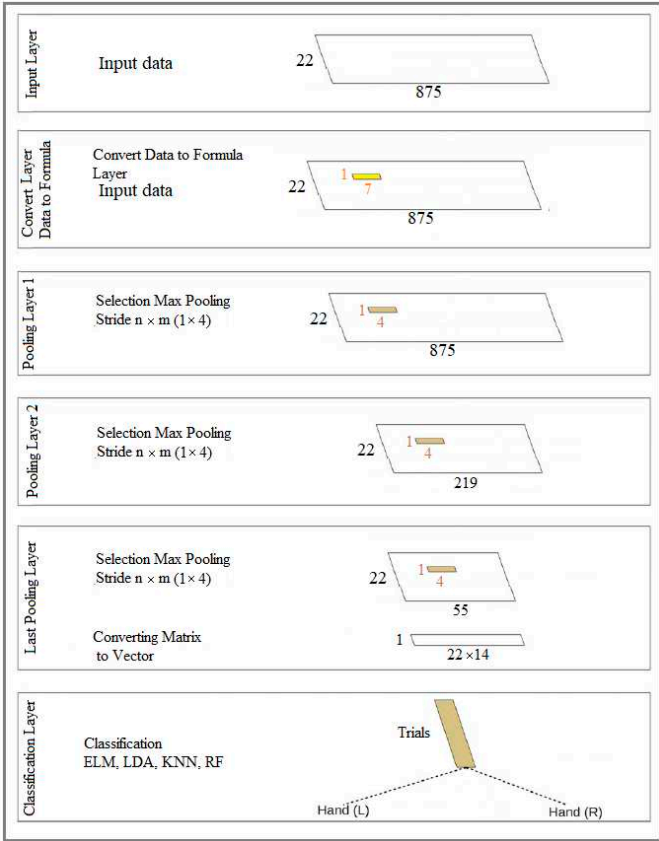 Input Layer
Input data
22
875
Convert Layer
Data to Formula
Convert Data to Formula
Layer
Input data
1
7
22
875
Pooling Layer 1
Selection Max Pooling
Stride n × m (1× 4)
1
4
22
875
Pooling Layer 2
Selection Max Pooling
Stride n × m (1× 4)
1
4
22
219
Last Pooling Layer
Selection Max Pooling
Stride n × m (1× 4)
1
4
22
55
Converting Matrix
to Vector
1
22 ×14
Classification Layer
Classification
ELM, LDA, KNN, RF
Trials
Hand (L)
Hand (R)